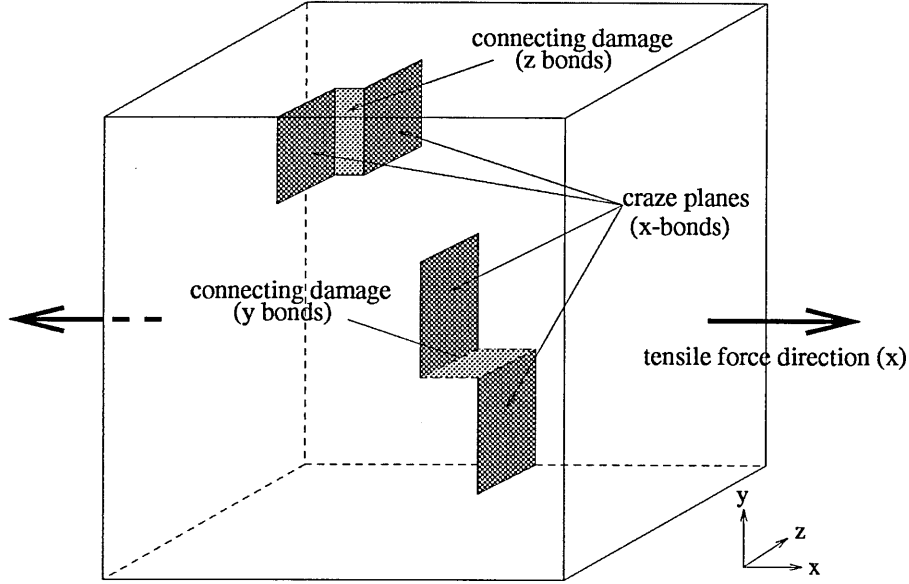 connecting damage
(z bonds)
craze planes
(x-bonds)
connecting damage
(y bonds)
tensile force direction (x)
y
z
x